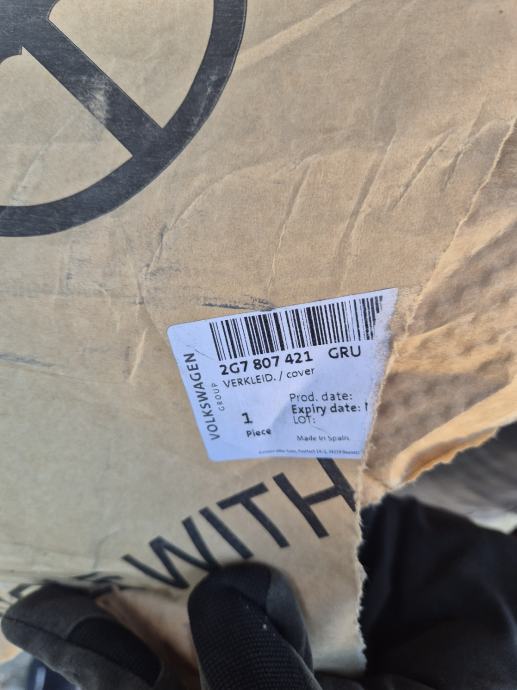 VOLKSWAGEN
GROUP
2G7 807 421 GRU
VERKLEID. / cover
Prod. date:
Expiry date:
LOT:
1
Piece
Made in Spain
WITH